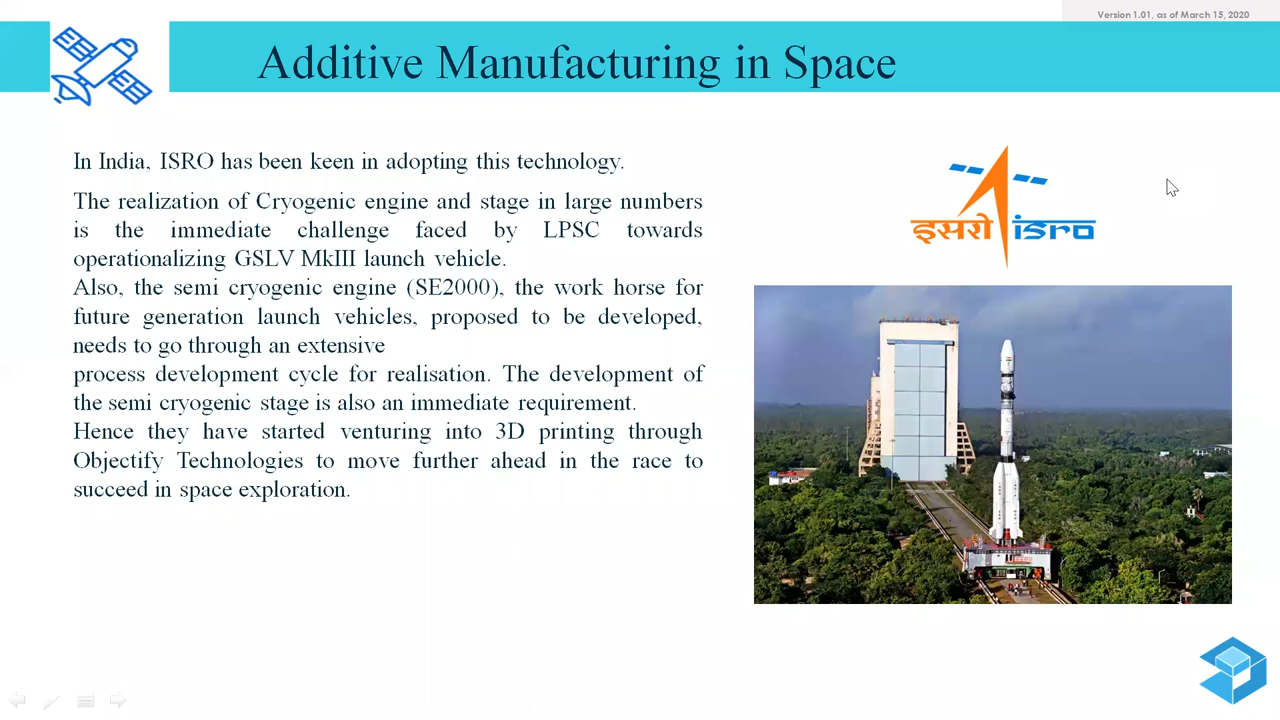 Version 1.01, as of March 15, 2020
Additive Manufacturing in Space
In India, ISRO has been keen in adopting this technology.
The realization of Cryogenic engine and stage in large numbers
is the immediate challenge faced by LPSC towards
operationalizing GSLV MkIII launch vehicle.
Also, the semi cryogenic engine (SE2000), the work horse for
future generation launch vehicles, proposed to be developed,
needs to go through an extensive
process development cycle for realisation. The development of
the semi cryogenic stage is also an immediate requirement.
Hence they have started venturing into 3D printing through
Objectify Technologies to move further ahead in the race to
succeed in space exploration.
इसरो isro